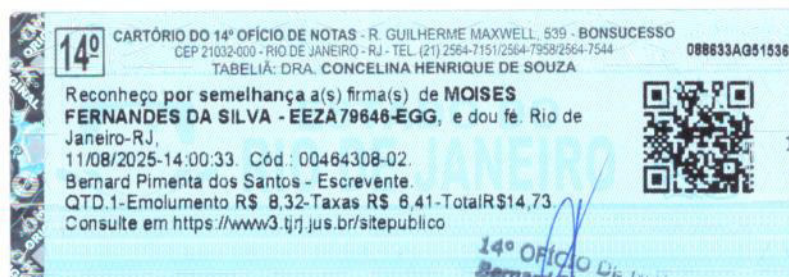 14º
CARTÓRIO DO 14º OFÍCIO DE NOTAS - R. GUILHERME MAXWELL, 539 - BONSUCESSO
CEP 21032-000 - RIO DE JANEIRO - RJ - TEL. (21) 2564-7151/2564-7958/2564-7544
TABELIÃ: DRA. CONCELINA HENRIQUE DE SOUZA
088633AG51536
Reconheço por semelhança a(s) firma(s) de MOISES
FERNANDES DA SILVA - EEZA79646-EGG, e dou fé. Rio de
Janeiro-RJ,
11/08/2025-14:00:33. Cód.: 00464308-02.
Bernard Pimenta dos Santos - Escrevente.
QTD.1-Emolumento R$ 8,32-Taxas R$ 6,41-TotalR$14,73
Consulte em https://www3.tjrj.jus.br/sitepublico
RIO DE JANEIRO
14º OFÍCIO DE